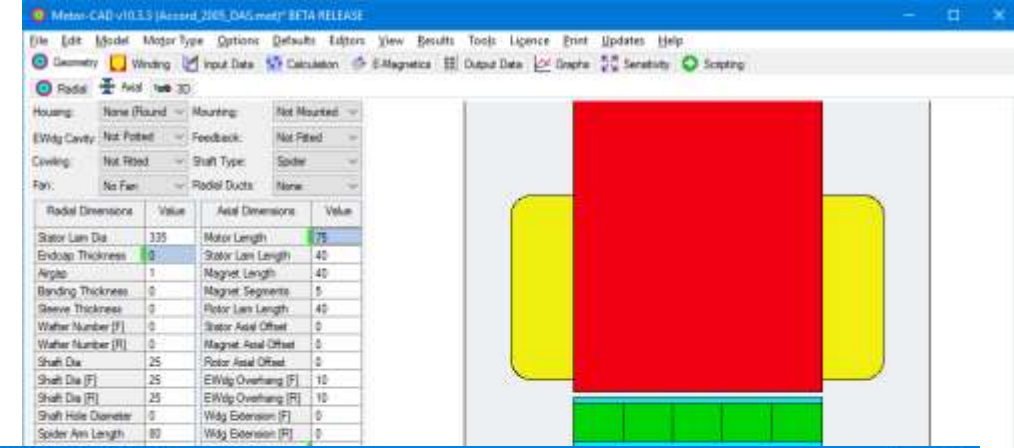 Motor-CAD v10.5.3 (Accord_2005_DAS.mot)* BETA RELEASE
File Edit Model Motor Type Options Defaults Editors View Results Tools Licence Print Updates Help
Geometry Winding Input Data Calculation E-Magnetics Output Data Graphs Sensitivity Scripting
Radial Axial 3D
Housing: None (Round Mounting: Not Mounted
EWdg Cavity: Not Potted Feedback: Not Fitted
Cowling: Not Fitted Shaft Type: Spider
Fan: No Fan Radial Ducts: None
Radial Dimensions Value Axial Dimensions Value
Stator Lam Dia 335 Motor Length 75
Endcap Thickness 0 Stator Lam Length 40
Airgap 1 Magnet Length 40
Banding Thickness 0 Magnet Segments 5
Sleeve Thickness 0 Rotor Lam Length 40
Wafter Number [F] 0 Stator Axial Offset 0
Wafter Number [R] 0 Magnet Axial Offset 0
Shaft Dia 25 Rotor Axial Offset 0
Shaft Dia [F] 25 EWdg Overhang [F] 10
Shaft Dia [R] 25 EWdg Overhang [R] 10
Shaft Hole Diameter 0 Wdg Extension [F] 0
Spider Arm Length 80 Wdg Extension [R] 0